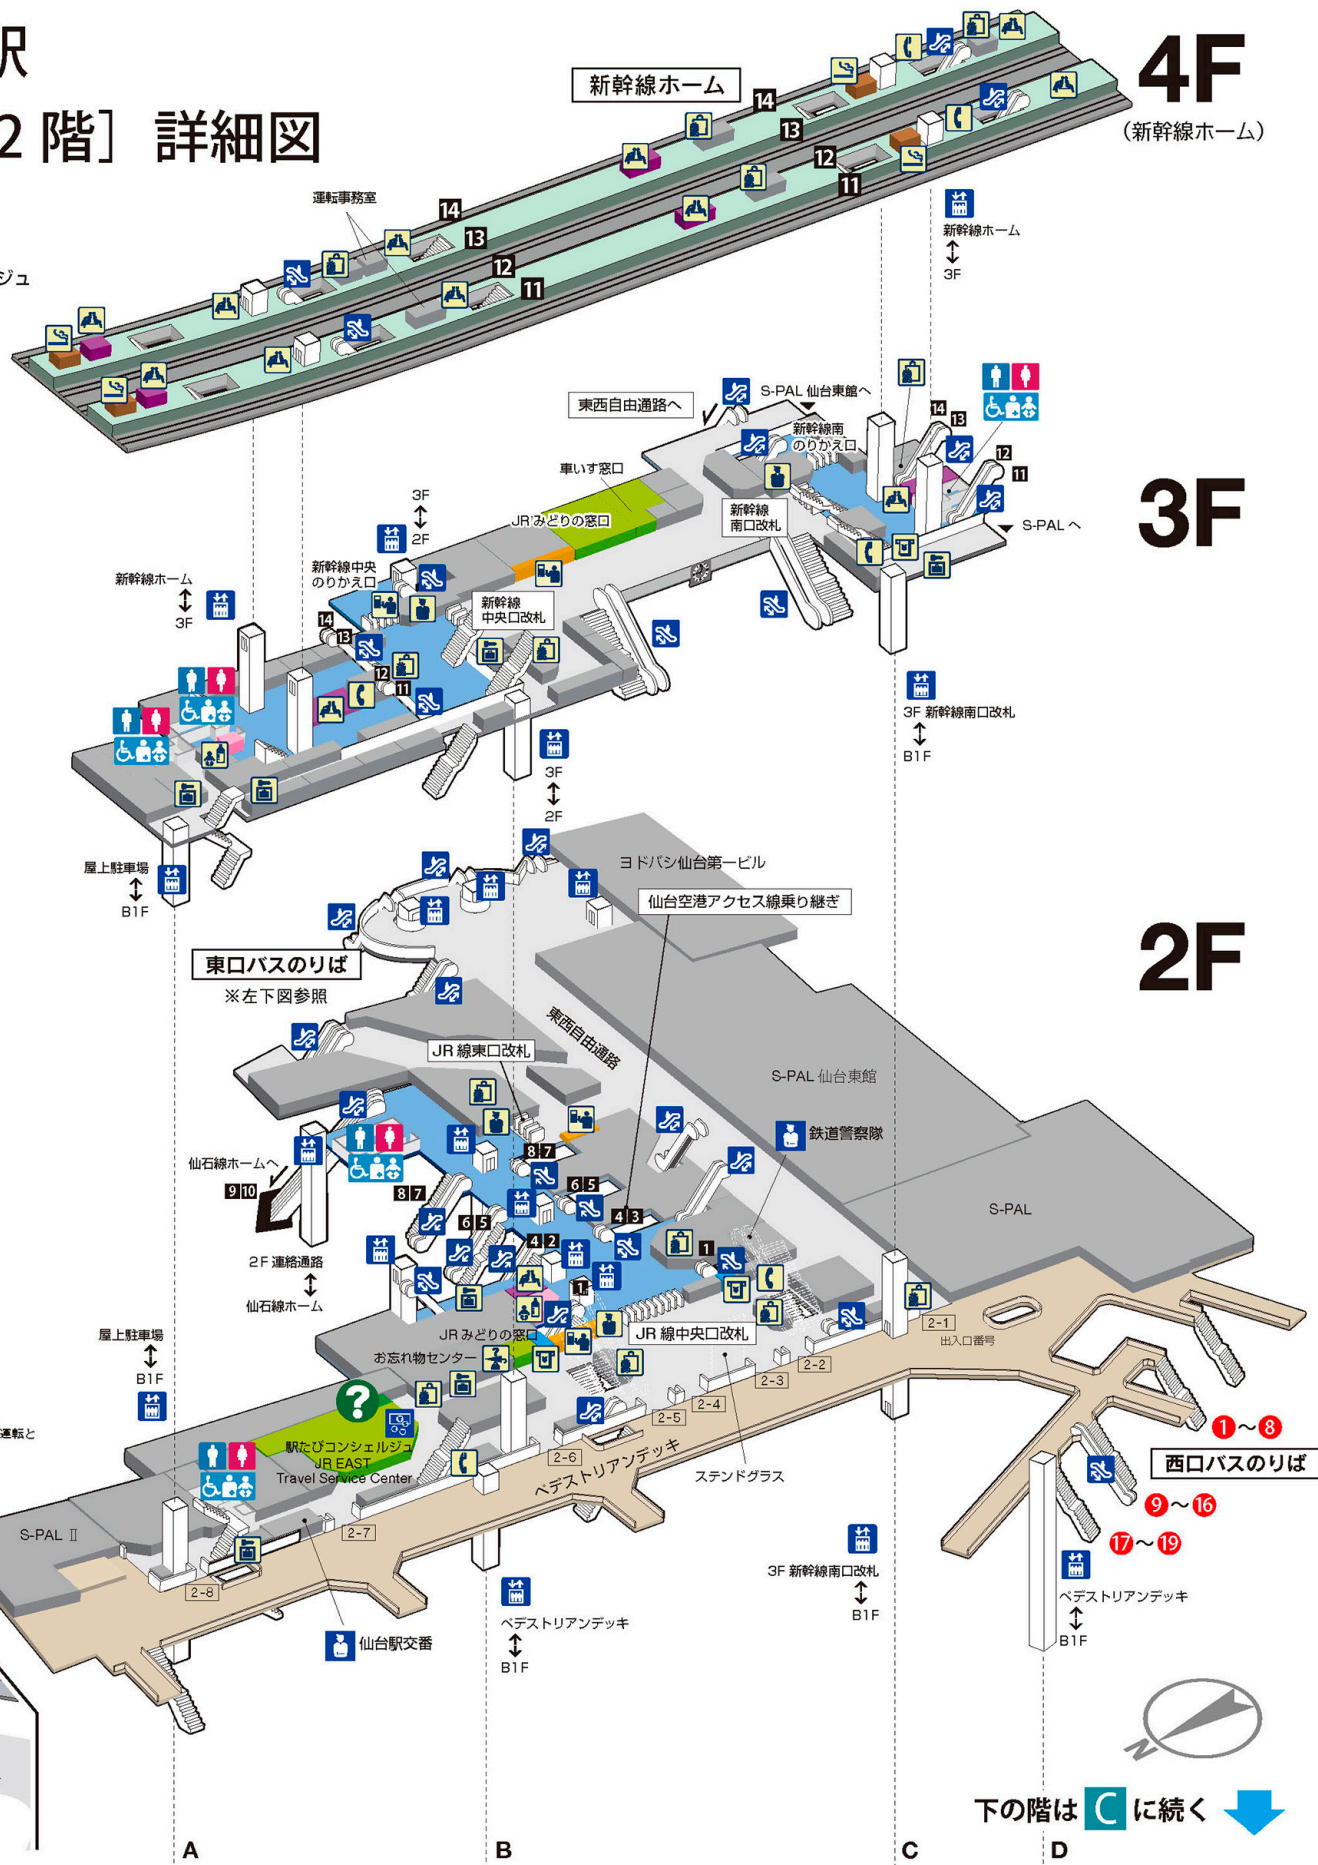 駅
2 階］ 詳細図
4F
(新幹線ホーム)
新幹線ホーム
14
13
12
11
運転事務室
14
13
12
11
ジュ
新幹線ホーム
3F
3F
東西自由通路へ
S-PAL 仙台東館へ
新幹線南
のりかえ口
14
13
12
11
車いす窓口
JRみどりの窓口
新幹線
南口改札
S-PAL へ
3F
2F
新幹線中央
のりかえ口
新幹線
中央口改札
新幹線ホーム
3F
14
13
12
11
3F 新幹線南口改札
B1F
3F
2F
屋上駐車場
B1F
2F
ヨドバシ仙台第一ビル
仙台空港アクセス線乗り継ぎ
東口バスのりば
※左下図参照
東西自由通路
JR 線東口改札
S-PAL 仙台東館
鉄道警察隊
仙石線ホームへ
9 10
8 7
8 7
6 5
6 5
4 3
4 2
1
1
S-PAL
2F 連絡通路
仙石線ホーム
JRみどりの窓口
お忘れ物センター
JR 線中央口改札
2-1
出入口番号
2-2
2-3
2-4
2-5
2-6
2-7
2-8
屋上駐車場
B1F
運転と
?
駅たびコンシェルジュ
JR EAST
Travel Service Center
ペデストリアンデッキ
ステンドグラス
1～8
西口バスのりば
9～16
17～19
S-PAL Ⅱ
3F 新幹線南口改札
B1F
ペデストリアンデッキ
B1F
ペデストリアンデッキ
B1F
仙台駅交番
N
下の階は C に続く
A
B
C
D